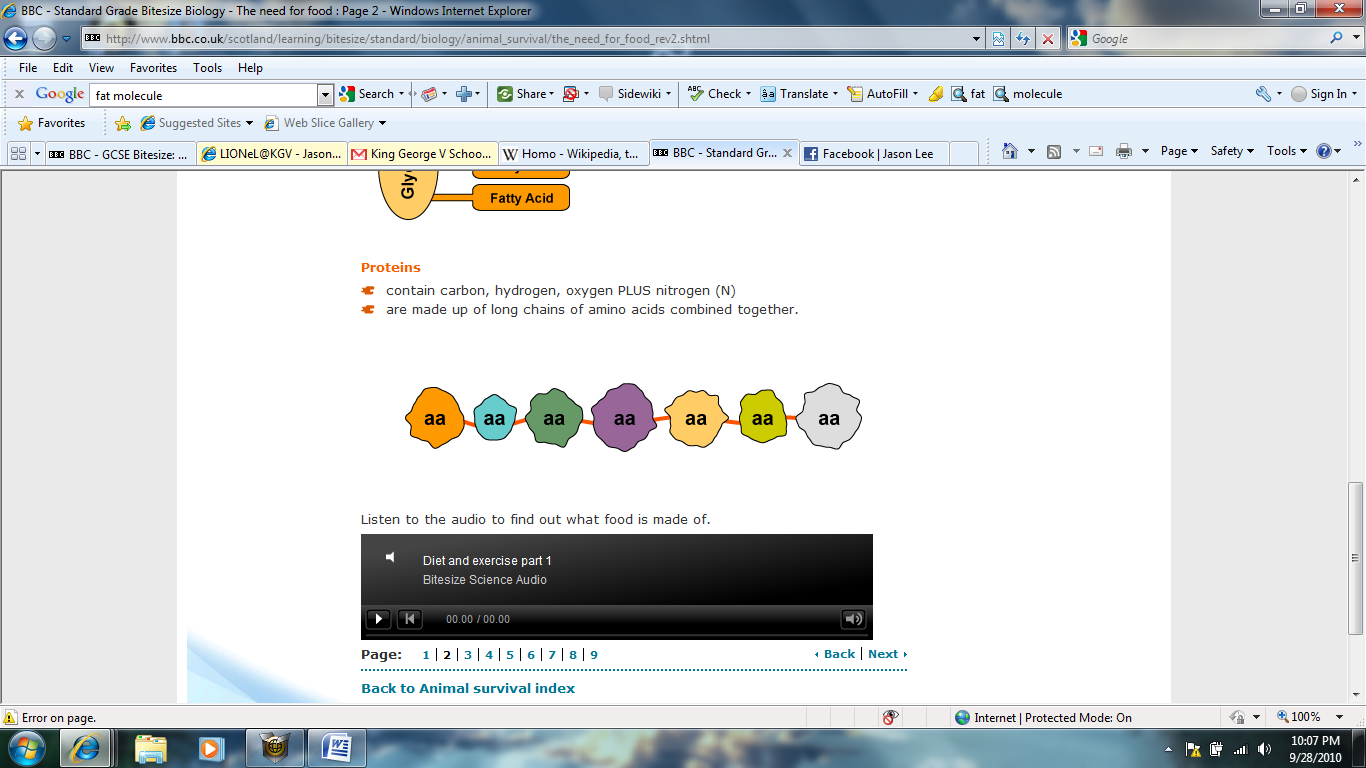 BBC - Standard Grade Bitesize Biology - The need for food : Page 2 - Windows Internet Explorer
BBC http://www.bbc.co.uk/scotland/learning/bitesize/standard/biology/animal_survival/the_need_for_food_rev2.shtml Google
File Edit View Favorites Tools Help
x Google fat molecule Search Share Sidewiki ABC Check aä Translate AutoFill fat molecule Sign In
Favorites Suggested Sites Web Slice Gallery
BBC BBC - GCSE Bitesize: ... LIONeL@KGV - Jason... King George V Schoo... W Homo - Wikipedia, t... BBC BBC - Standard Gr... x Facebook | Jason Lee Page Safety Tools
Gly
Fatty Acid
Proteins
contain carbon, hydrogen, oxygen PLUS nitrogen (N)
are made up of long chains of amino acids combined together.
aa aa aa aa aa aa aa
Listen to the audio to find out what food is made of.
Diet and exercise part 1
Bitesize Science Audio
00.00 / 00.00
Page: 1 | 2 | 3 | 4 | 5 | 6 | 7 | 8 | 9 Back | Next
Back to Animal survival index
Error on page. Internet | Protected Mode: On 100%
W 10:07 PM
9/28/2010